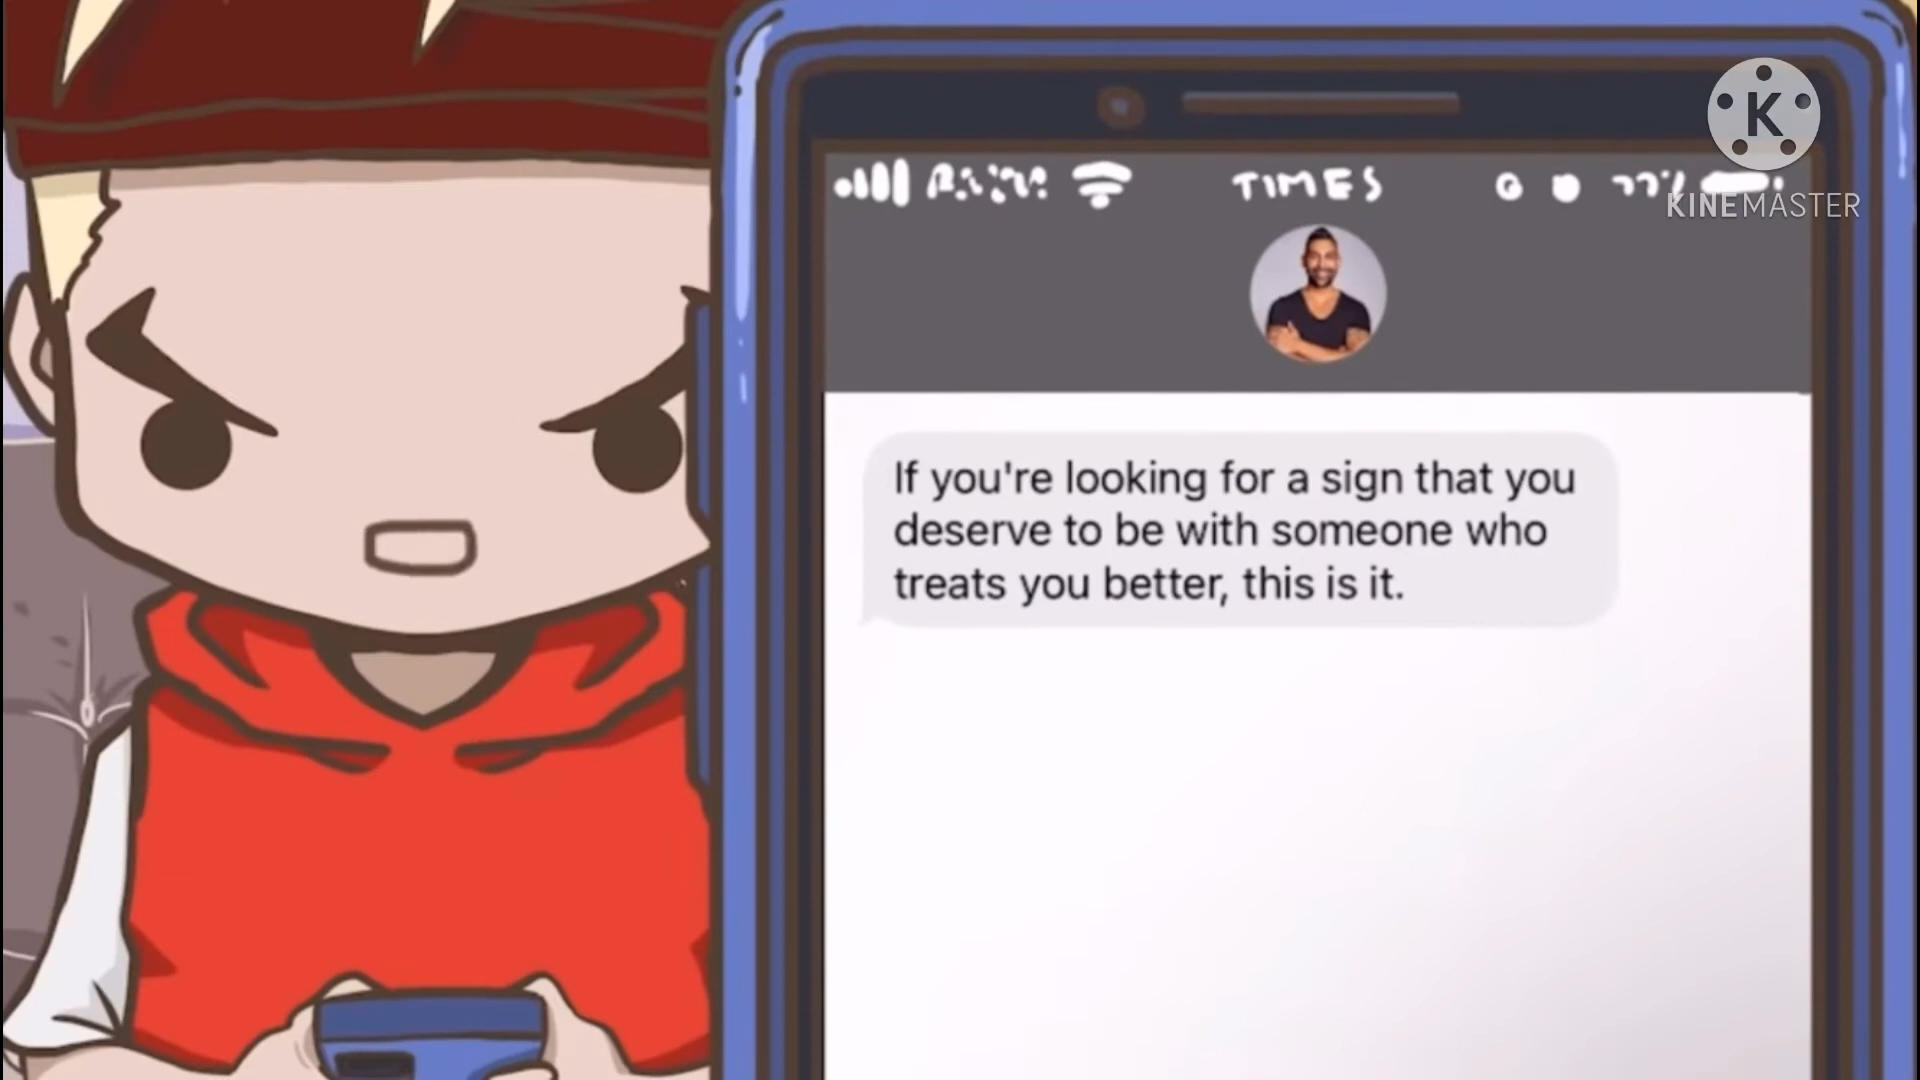 TIMES
K
KINEMASTER
If you're looking for a sign that you
deserve to be with someone who
treats you better, this is it.